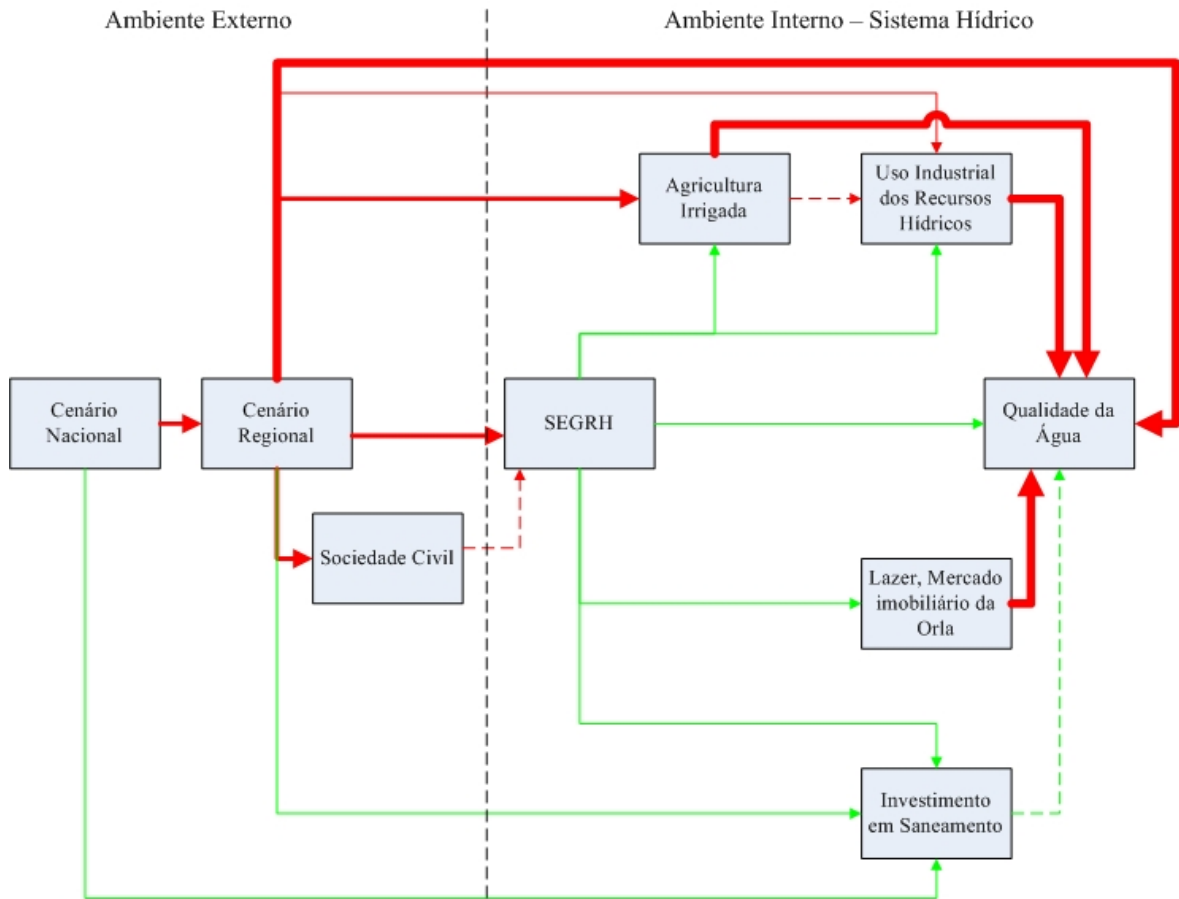 Ambiente Externo
Ambiente Interno – Sistema Hídrico
Agricultura
Irrigada
Uso Industrial
dos Recursos
Hídricos
Cenário
Nacional
Cenário
Regional
SEGRH
Qualidade da
Água
Sociedade Civil
Lazer, Mercado
imobiliário da
Orla
Investimento
em Saneamento